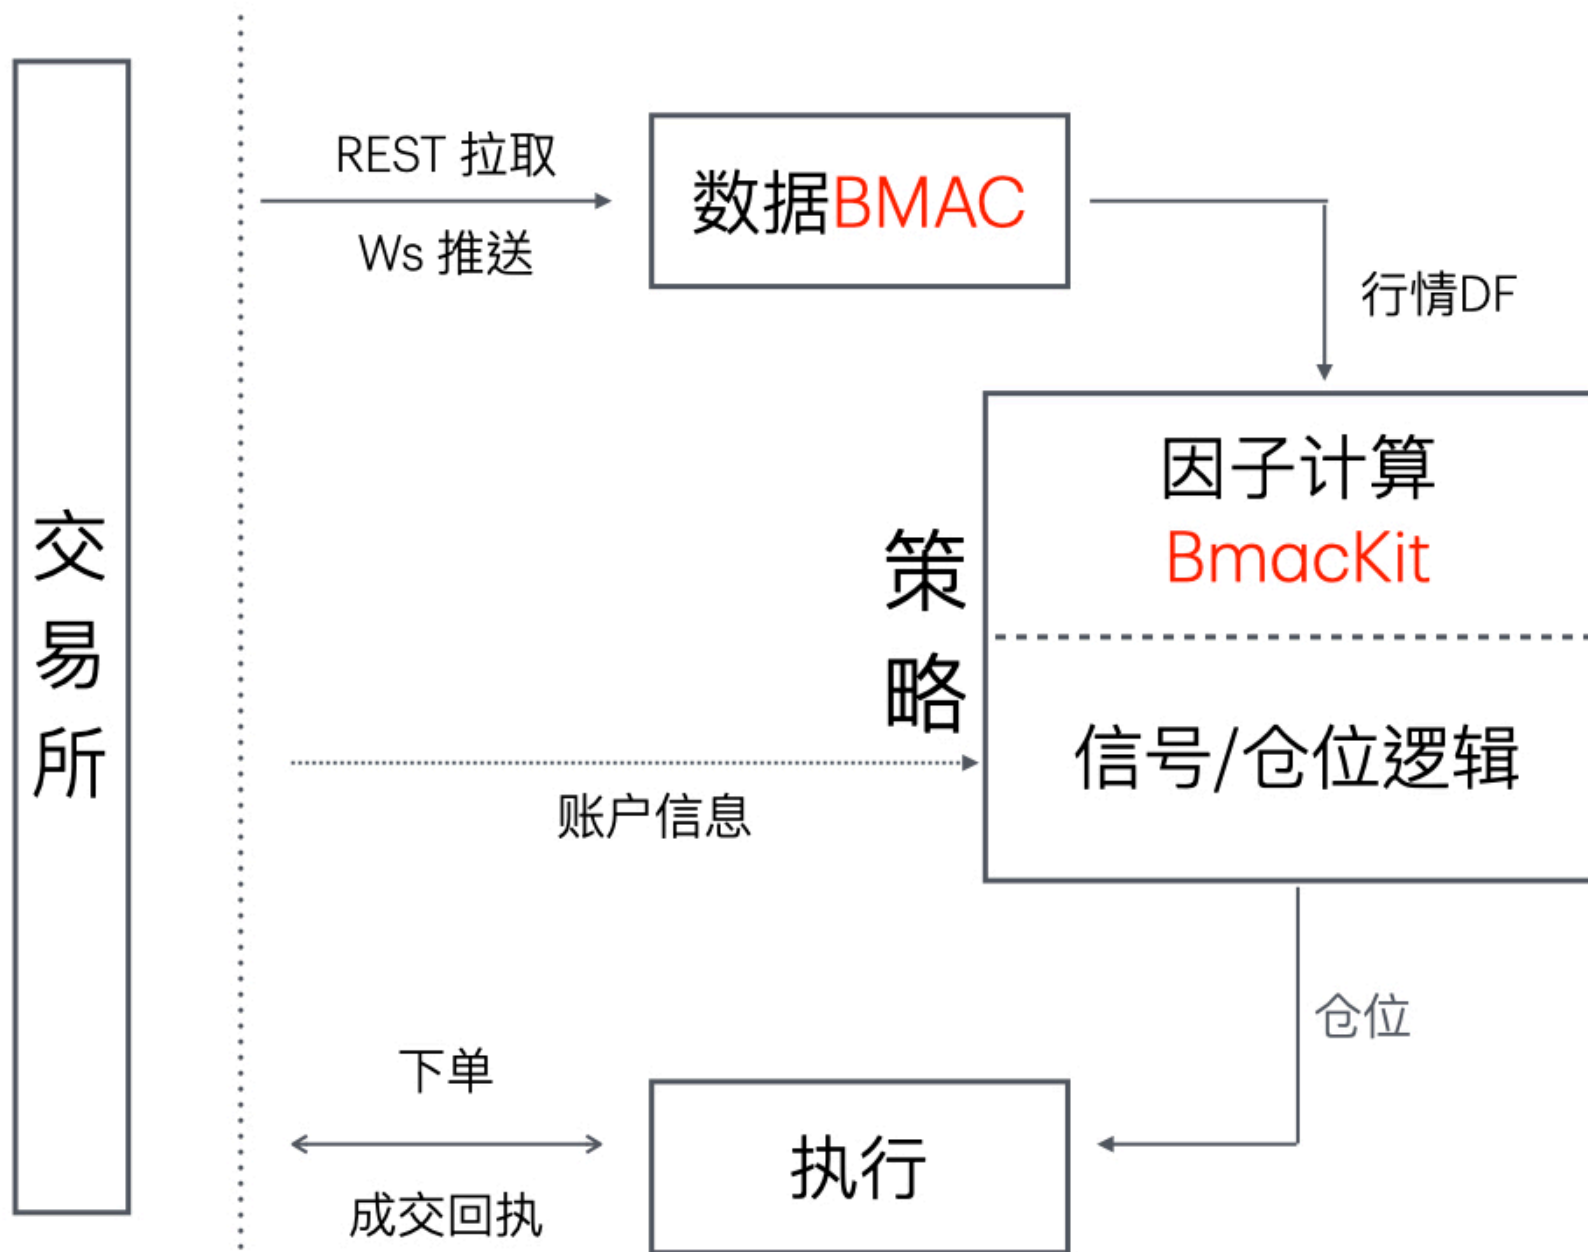 交易所
REST 拉取
Ws 推送
数据BMAC
行情DF
策略
因子计算
BmacKit
信号/仓位逻辑
账户信息
仓位
下单
成交回执
执行